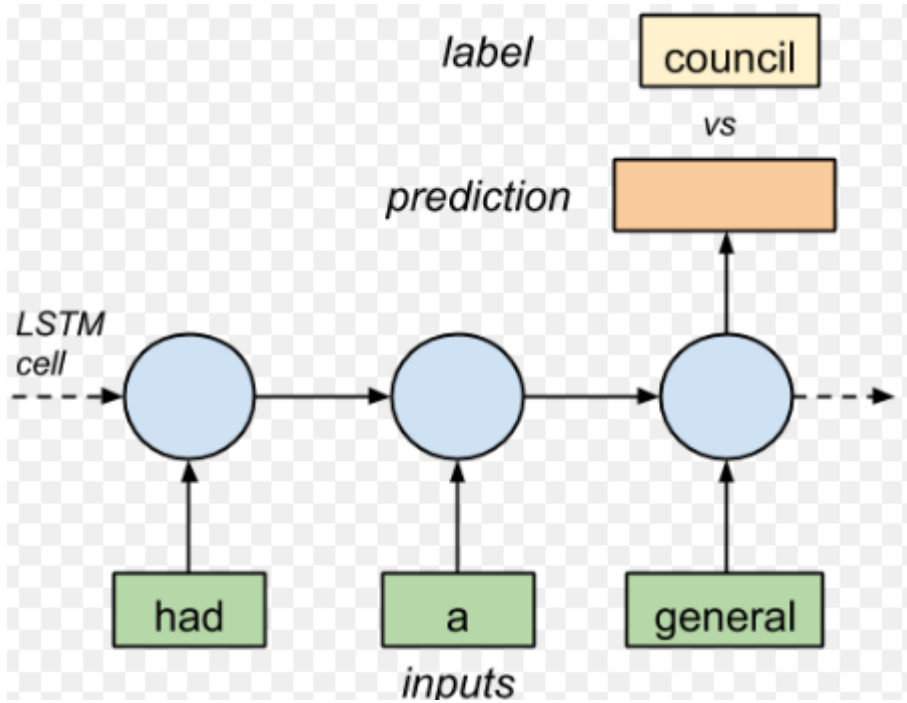 label
council
vs
prediction
LSTM
cell
had
a
general
inputs